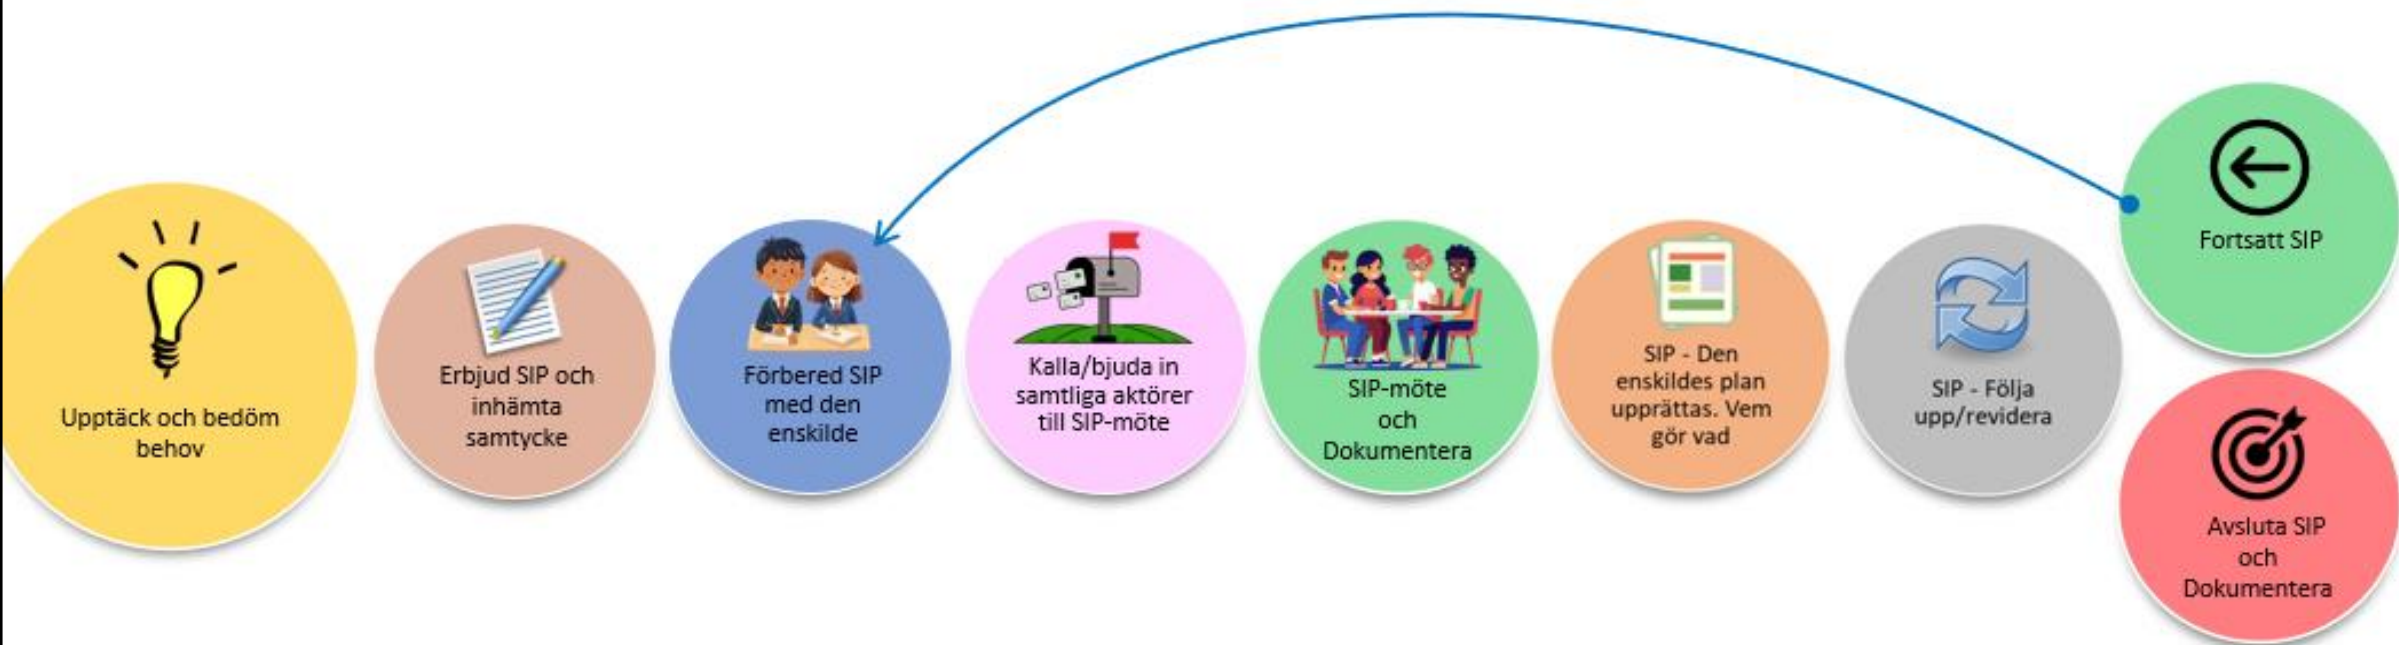 Upptäck och bedöm
behov
Erbjud SIP och
inhämta
samtycke
Förbered SIP
med den
enskilde
Kalla/bjuda in
samtliga aktörer
till SIP-möte
SIP-möte
och
Dokumentera
SIP - Den
enskildes plan
upprättas. Vem
gör vad
SIP - Följa
upp/revidera
Fortsatt SIP
Avsluta SIP
och
Dokumentera